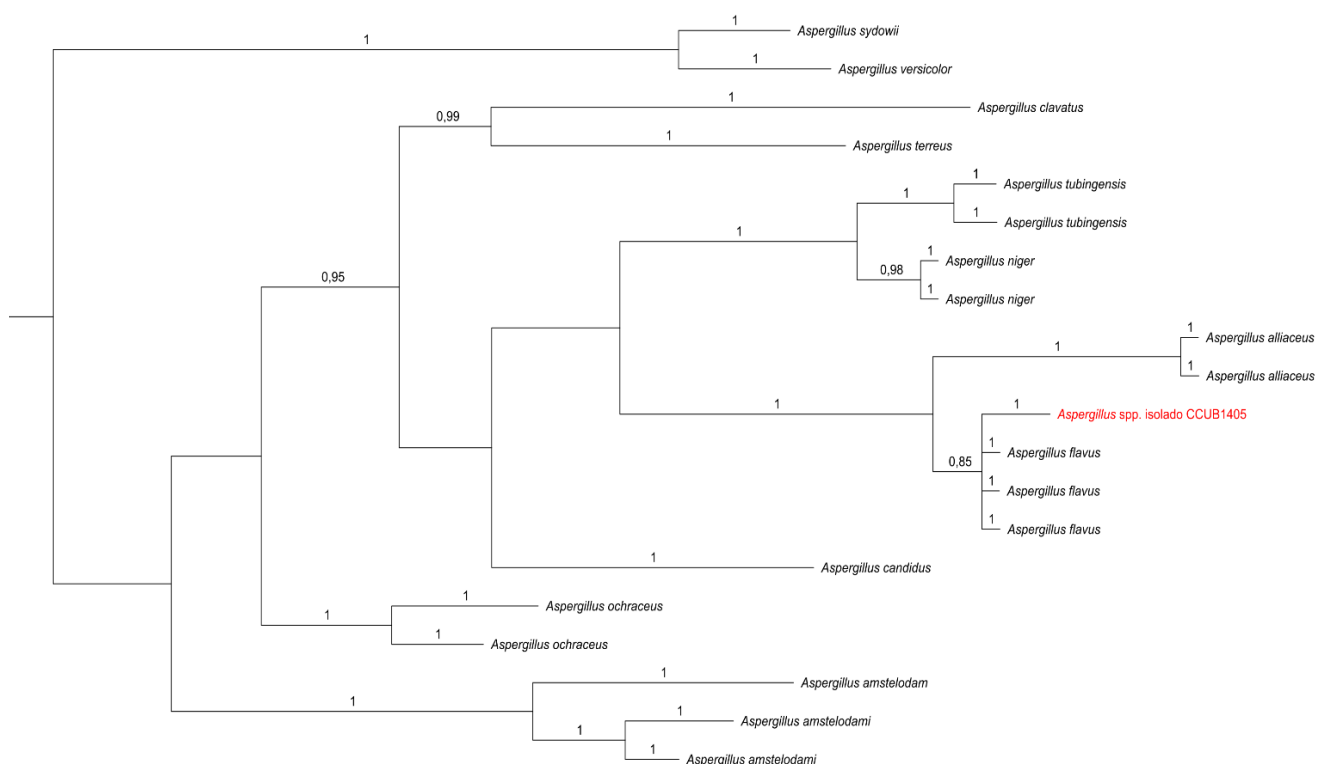 1
Aspergillus sydowii
1
1
Aspergillus versicolor
1
Aspergillus clavatus
0,99
1
Aspergillus terreus
1
Aspergillus tubingensis
1
1
Aspergillus tubingensis
1
1
Aspergillus niger
0,98
1
Aspergillus niger
0,95
1
Aspergillus alliaceus
1
1
Aspergillus alliaceus
1
1
Aspergillus spp. isolado CCUB1405
1
Aspergillus flavus
0,85
1
Aspergillus flavus
1
Aspergillus flavus
1
Aspergillus candidus
1
Aspergillus ochraceus
1
1
Aspergillus ochraceus
1
Aspergillus amstelodam
1
1
Aspergillus amstelodami
1
1
Aspergillus amstelodami